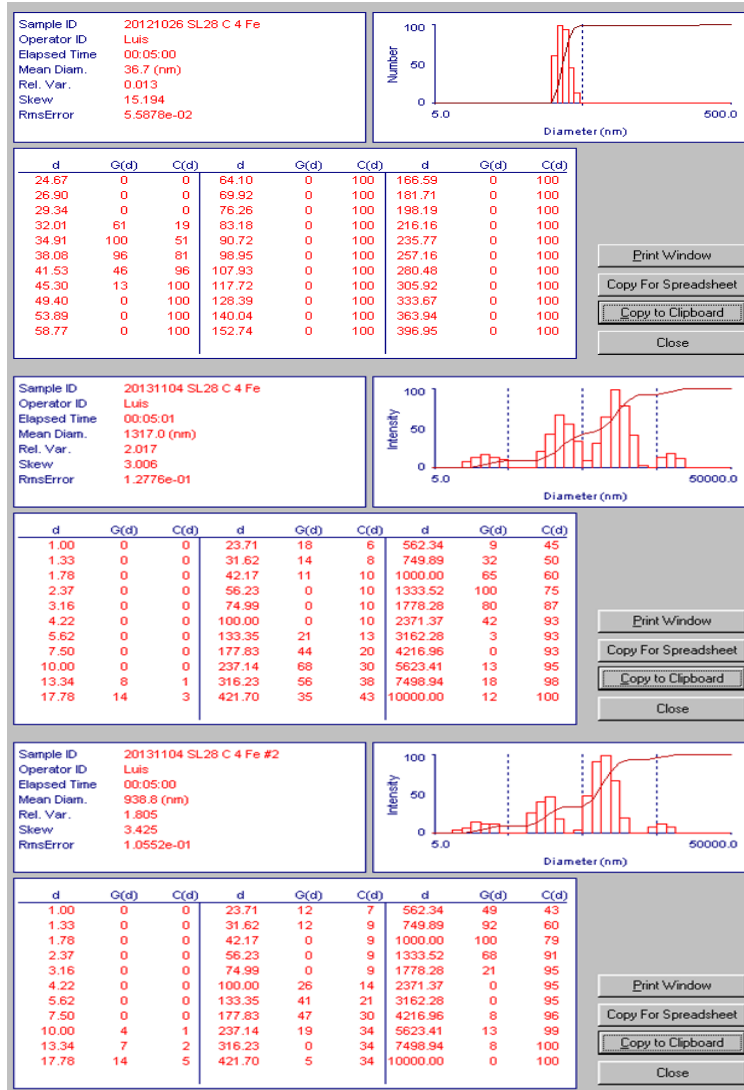 Sample ID 20121026 SL28 C 4 Fe
Operator ID Luis
Elapsed Time 00:05:00
Mean Diam. 36.7 (nm)
Rel. Var. 0.013
Skew 15.194
RmsError 5.5878e-02
Number
100
50
0
5.0 500.0
Diameter (nm)
d G(d) C(d) d G(d) C(d) d G(d) C(d)
24.67 0 0 64.10 0 100 166.59 0 100
26.90 0 0 69.92 0 100 181.71 0 100
29.34 0 0 76.26 0 100 198.19 0 100
32.01 61 19 83.18 0 100 216.16 0 100
34.91 100 51 90.72 0 100 235.77 0 100
38.08 96 81 98.95 0 100 257.16 0 100
41.53 46 96 107.93 0 100 280.48 0 100
45.30 13 100 117.72 0 100 305.92 0 100
49.40 0 100 128.39 0 100 333.67 0 100
53.89 0 100 140.04 0 100 363.94 0 100
58.77 0 100 152.74 0 100 396.95 0 100
Print Window
Copy For Spreadsheet
Copy to Clipboard
Close
Sample ID 20131104 SL28 C 4 Fe
Operator ID Luis
Elapsed Time 00:05:01
Mean Diam. 1317.0 (nm)
Rel. Var. 2.017
Skew 3.006
RmsError 1.2776e-01
Intensity
100
50
0
5.0 50000.0
Diameter (nm)
d G(d) C(d) d G(d) C(d) d G(d) C(d)
1.00 0 0 23.71 18 6 562.34 9 45
1.33 0 0 31.62 14 8 749.89 32 50
1.78 0 0 42.17 11 10 1000.00 65 60
2.37 0 0 56.23 0 10 1333.52 100 75
3.16 0 0 74.99 0 10 1778.28 80 87
4.22 0 0 100.00 0 10 2371.37 42 93
5.62 0 0 133.35 21 13 3162.28 3 93
7.50 0 0 177.83 44 20 4216.96 0 93
10.00 0 0 237.14 68 30 5623.41 13 95
13.34 8 1 316.23 56 38 7498.94 18 98
17.78 14 3 421.70 35 43 10000.00 12 100
Print Window
Copy For Spreadsheet
Copy to Clipboard
Close
Sample ID 20131104 SL28 C 4 Fe #2
Operator ID Luis
Elapsed Time 00:05:00
Mean Diam. 938.8 (nm)
Rel. Var. 1.805
Skew 3.425
RmsError 1.0552e-01
Intensity
100
50
0
5.0 50000.0
Diameter (nm)
d G(d) C(d) d G(d) C(d) d G(d) C(d)
1.00 0 0 23.71 12 7 562.34 49 43
1.33 0 0 31.62 12 9 749.89 92 60
1.78 0 0 42.17 0 9 1000.00 100 79
2.37 0 0 56.23 0 9 1333.52 68 91
3.16 0 0 74.99 0 9 1778.28 21 95
4.22 0 0 100.00 26 14 2371.37 0 95
5.62 0 0 133.35 41 21 3162.28 0 95
7.50 0 0 177.83 47 30 4216.96 8 96
10.00 4 1 237.14 19 34 5623.41 13 99
13.34 7 2 316.23 0 34 7498.94 8 100
17.78 14 5 421.70 5 34 10000.00 0 100
Print Window
Copy For Spreadsheet
Copy to Clipboard
Close